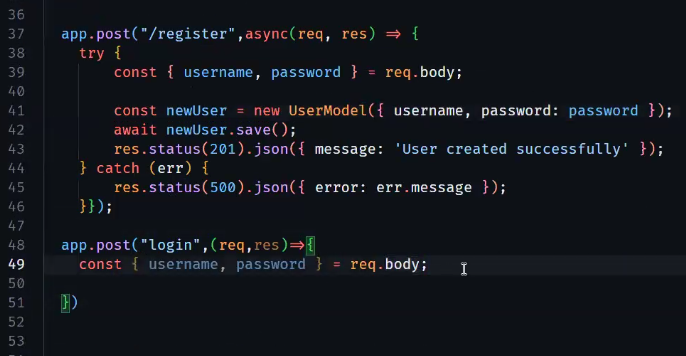 36
37 app.post("/register",async(req, res) => {
38 try {
39 const { username, password } = req.body;
40
41 const newUser = new UserModel({ username, password: password });
42 await newUser.save();
43 res.status(201).json({ message: 'User created successfully' });
44 } catch (err) {
45 res.status(500).json({ error: err.message });
46 }});
47
48 app.post("login",(req,res)=>{
49 const { username, password } = req.body;
50
51 })
52
53